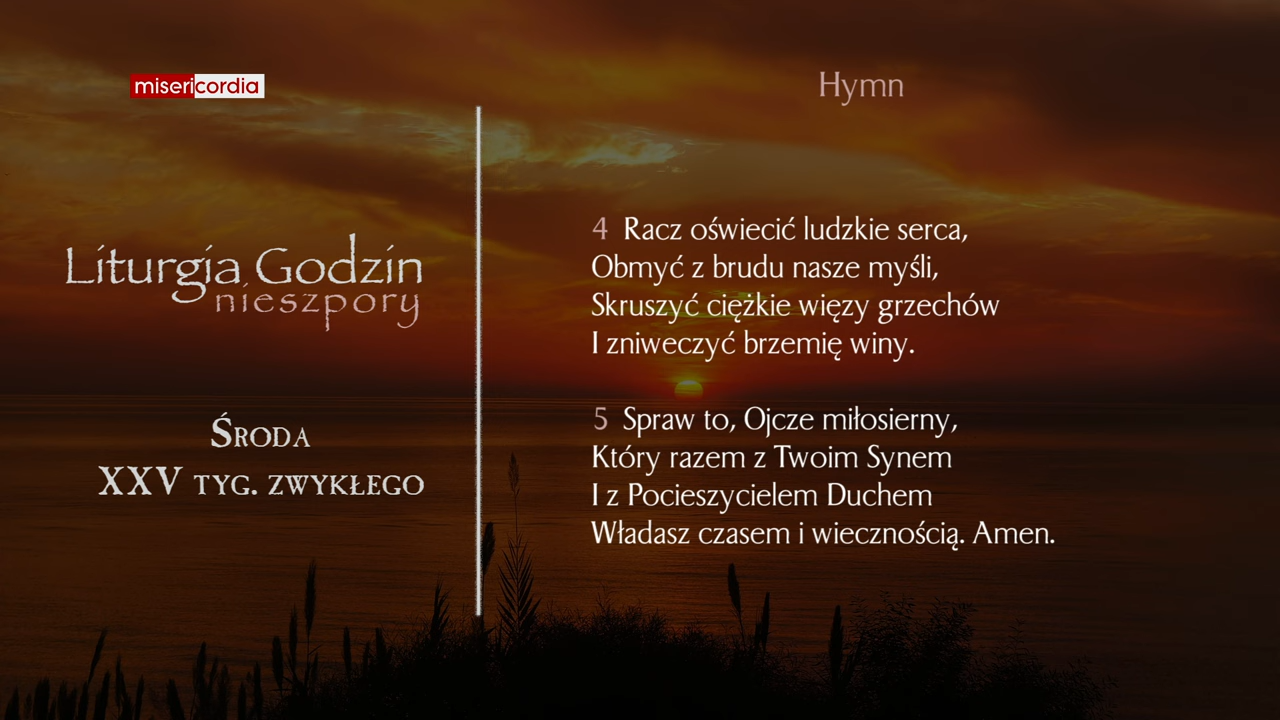 misericordia
Liturgia Godzin
nieszpory
Środa
XXV tyg. zwykłego
Hymn
4 Racz oświecić ludzkie serca,
Obmyć z brudu nasze myśli,
Skruszyć ciężkie więzy grzechów
I zniweczyć brzemię winy.
5 Spraw to, Ojcze miłosierny,
Który razem z Twoim Synem
I z Pocieszycielem Duchem
Władasz czasem i wiecznością. Amen.